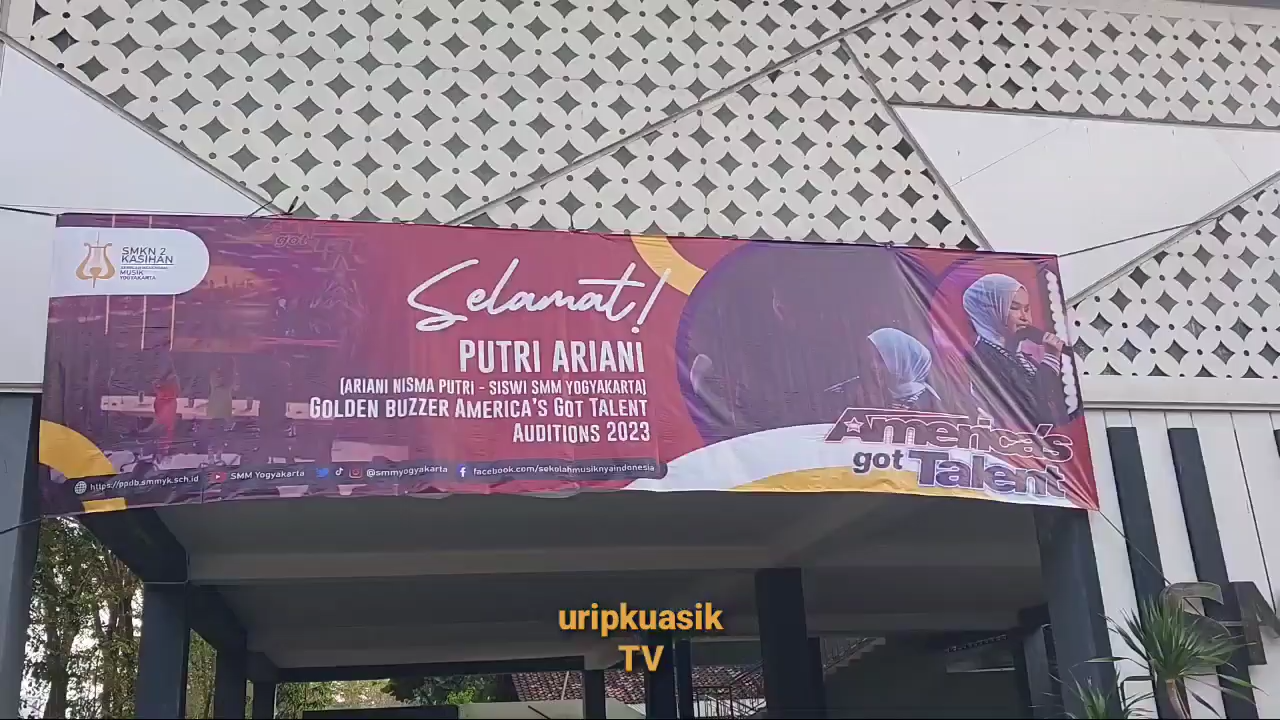 SMKN 2
KASIHAN
MUSIK
YOGYAKARTA
got
Selamat!
PUTRI ARIANI
(ARIANI NISMA PUTRI - SISWI SMM YOGYAKARTA)
GOLDEN BUZZER AMERICA'S GOT TALENT
AUDITIONS 2023
America's
got Talent
https://ppdb.smmyk.sch.id SMM Yogyakarta @smmyogyakarta facebook.com/sekolahmusiknyaindonesia
uripkuasik
TV